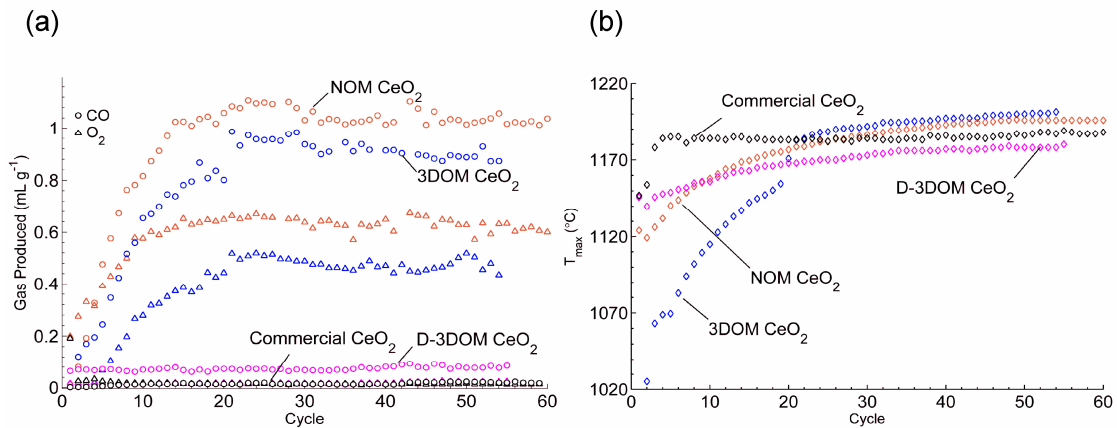 (a)
(b)
NOM CeO2
CO
O2
3DOM CeO2
Commercial CeO2
D-3DOM CeO2
Gas Produced (mL g-1)
1
0.8
0.6
0.4
0.2
0
0 10 20 30 40 50 60
Cycle
1220
1170
1120
1070
1020
Tmax (°C)
Commercial CeO2
D-3DOM CeO2
NOM CeO2
3DOM CeO2
0 10 20 30 40 50 60
Cycle